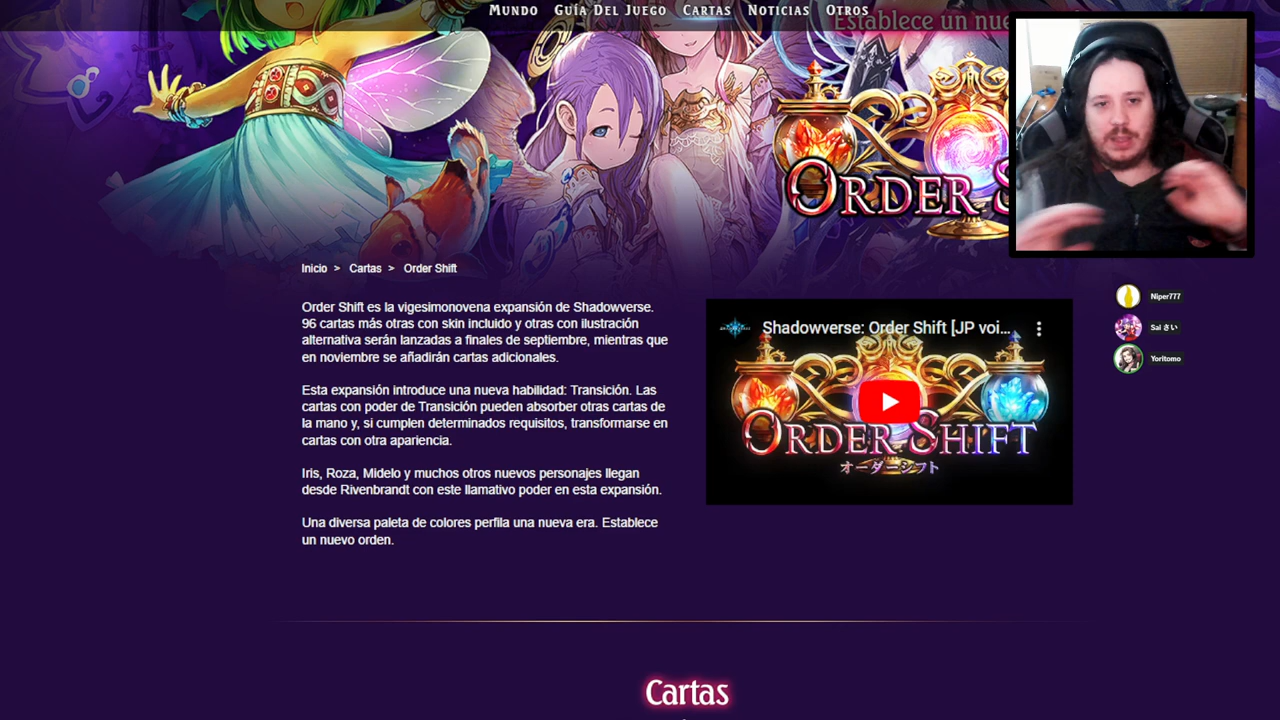 Mundo Guía Del Juego Cartas Noticias Otros
Establece un nue
Order S
Inicio > Cartas > Order Shift
Order Shift es la vigesimonovena expansión de Shadowverse.
96 cartas más otras con skin incluido y otras con ilustración
alternativa serán lanzadas a finales de septiembre, mientras que
en noviembre se añadirán cartas adicionales.
Esta expansión introduce una nueva habilidad: Transición. Las
cartas con poder de Transición pueden absorber otras cartas de
la mano y, si cumplen determinados requisitos, transformarse en
cartas con otra apariencia.
Iris, Roza, Midelo y muchos otros nuevos personajes llegan
desde Rivenbrandt con este llamativo poder en esta expansión.
Una diversa paleta de colores perfila una nueva era. Establece
un nuevo orden.
Shadowverse: Order Shift [JP voi...
Order Shift
オーダーシフト
Niper777
Sai さい
Yoritomo
Cartas